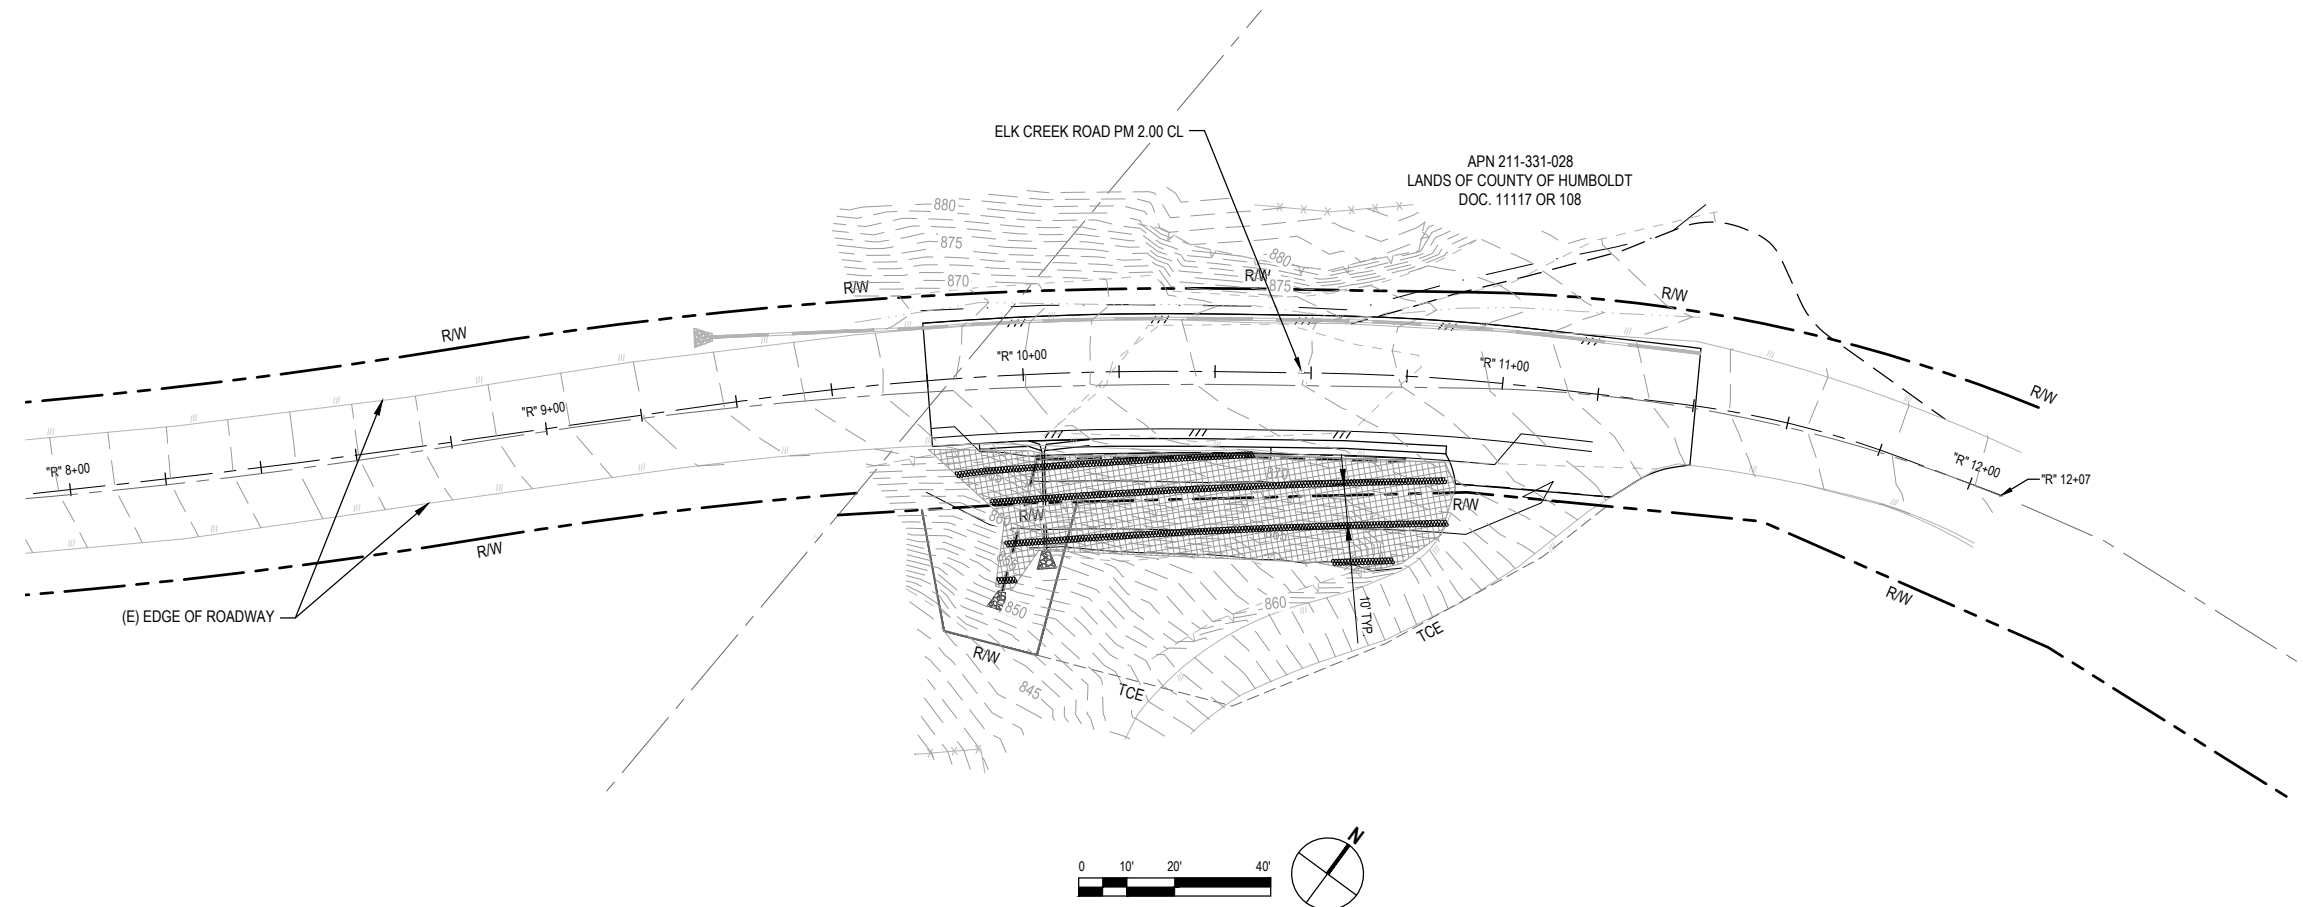 ELK CREEK ROAD PM 2.00 CL
APN 211-331-028
LANDS OF COUNTY OF HUMBOLDT
DOC. 11117 OR 108
880
875
870
880
875
R/W
R/W
R/W
R/W
R/W
"R" 8+00
"R" 9+00
"R" 10+00
"R" 11+00
"R" 12+00
"R" 12+07
870
860
R/W
R/W
R/W
R/W
(E) EDGE OF ROADWAY
850
860
10' TYP.
TCE
R/W
845
TCE
0 10' 20' 40'
N